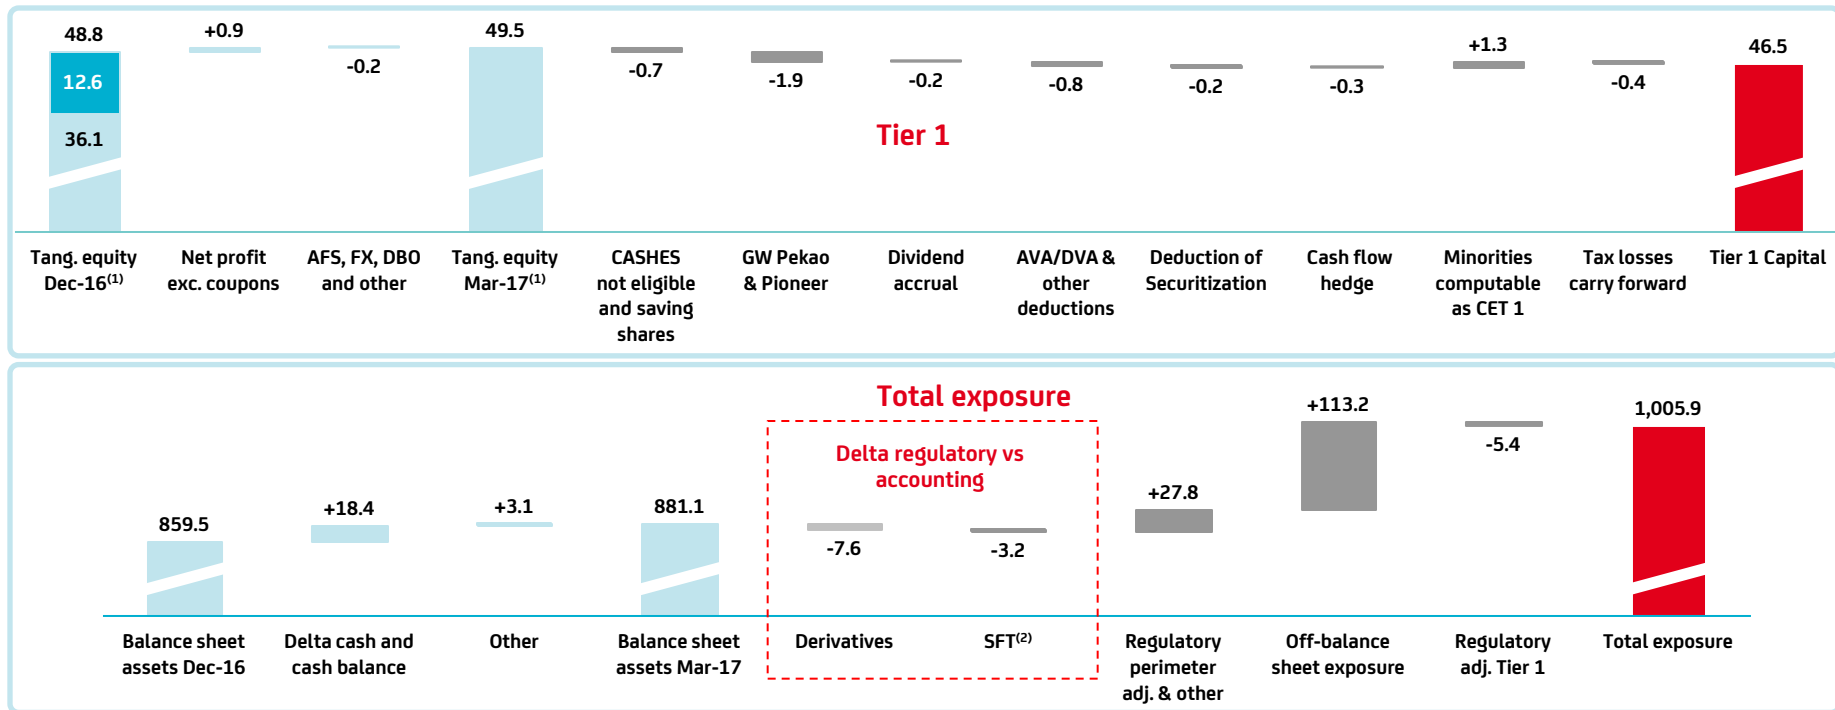 48.8
+0.9
-0.2
49.5
-0.7
-1.9
-0.2
-0.8
-0.2
-0.3
+1.3
-0.4
46.5
12.6
36.1
Tier 1
Tang. equity
Dec-16(1)
Net profit
exc. coupons
AFS, FX, DBO
and other
Tang. equity
Mar-17(1)
CASHES
not eligible
and saving
shares
GW Pekao
& Pioneer
Dividend
accrual
AVA/DVA &
other
deductions
Deduction of
Securitization
Cash flow
hedge
Minorities
computable
as CET 1
Tax losses
carry forward
Tier 1 Capital
Total exposure
Delta regulatory vs
accounting
859.5
+18.4
+3.1
881.1
-7.6
-3.2
+27.8
+113.2
-5.4
1,005.9
Balance sheet
assets Dec-16
Delta cash and
cash balance
Other
Balance sheet
assets Mar-17
Derivatives
SFT(2)
Regulatory
perimeter
adj. & other
Off-balance
sheet exposure
Regulatory
adj. Tier 1
Total exposure